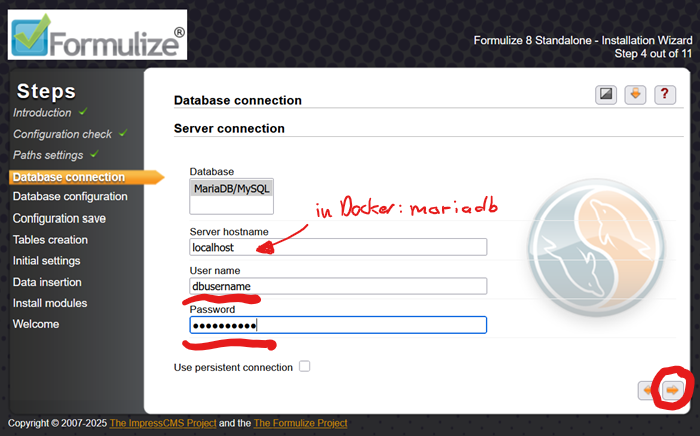 Formulize®
Formulize 8 Standalone - Installation Wizard
Step 4 out of 11
Steps
Introduction
Configuration check
Paths settings
Database connection
Database configuration
Configuration save
Tables creation
Initial settings
Data insertion
Install modules
Welcome
Database connection
?
Server connection
Database
MariaDB/MySQL
in Docker: mariadb
Server hostname
localhost
User name
dbusername
Password
●●●●●●●●●●
Use persistent connection
Copyright © 2007-2025 The ImpressCMS Project and the The Formulize Project